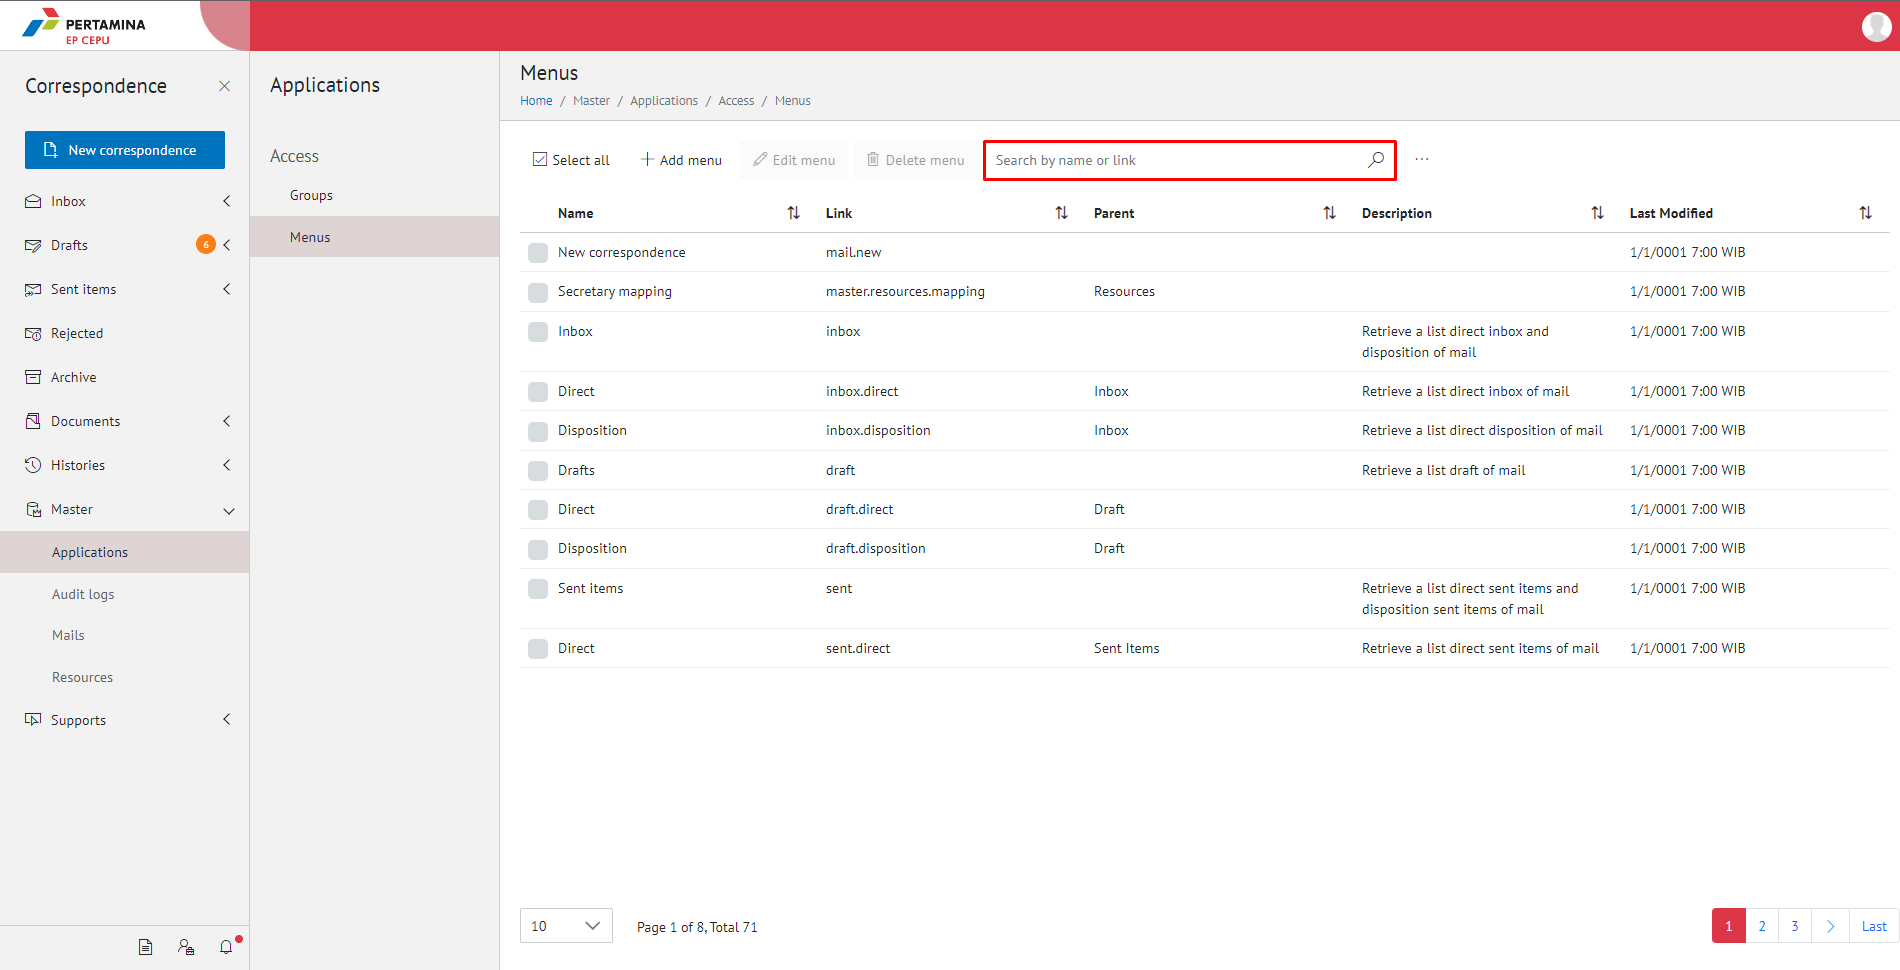 PERTAMINA
EP CEPU
Correspondence
New correspondence
Inbox
Drafts 6
Sent items
Rejected
Archive
Documents
Histories
Master
Applications
Audit logs
Mails
Resources
Supports
Applications
Access
Groups
Menus
Menus
Home / Master / Applications / Access / Menus
Select all Add menu Edit menu Delete menu Search by name or link ...
Name Link Parent Description Last Modified
New correspondence mail.new 1/1/0001 7:00 WIB
Secretary mapping master.resources.mapping Resources 1/1/0001 7:00 WIB
Inbox inbox Retrieve a list direct inbox and 1/1/0001 7:00 WIB
disposition of mail
Direct inbox.direct Inbox Retrieve a list direct inbox of mail 1/1/0001 7:00 WIB
Disposition inbox.disposition Inbox Retrieve a list direct disposition of mail 1/1/0001 7:00 WIB
Drafts draft Retrieve a list draft of mail 1/1/0001 7:00 WIB
Direct draft.direct Draft 1/1/0001 7:00 WIB
Disposition draft.disposition Draft 1/1/0001 7:00 WIB
Sent items sent Retrieve a list direct sent items and 1/1/0001 7:00 WIB
disposition sent items of mail
Direct sent.direct Sent Items Retrieve a list direct sent items of mail 1/1/0001 7:00 WIB
10 Page 1 of 8, Total 71 1 2 3 Last